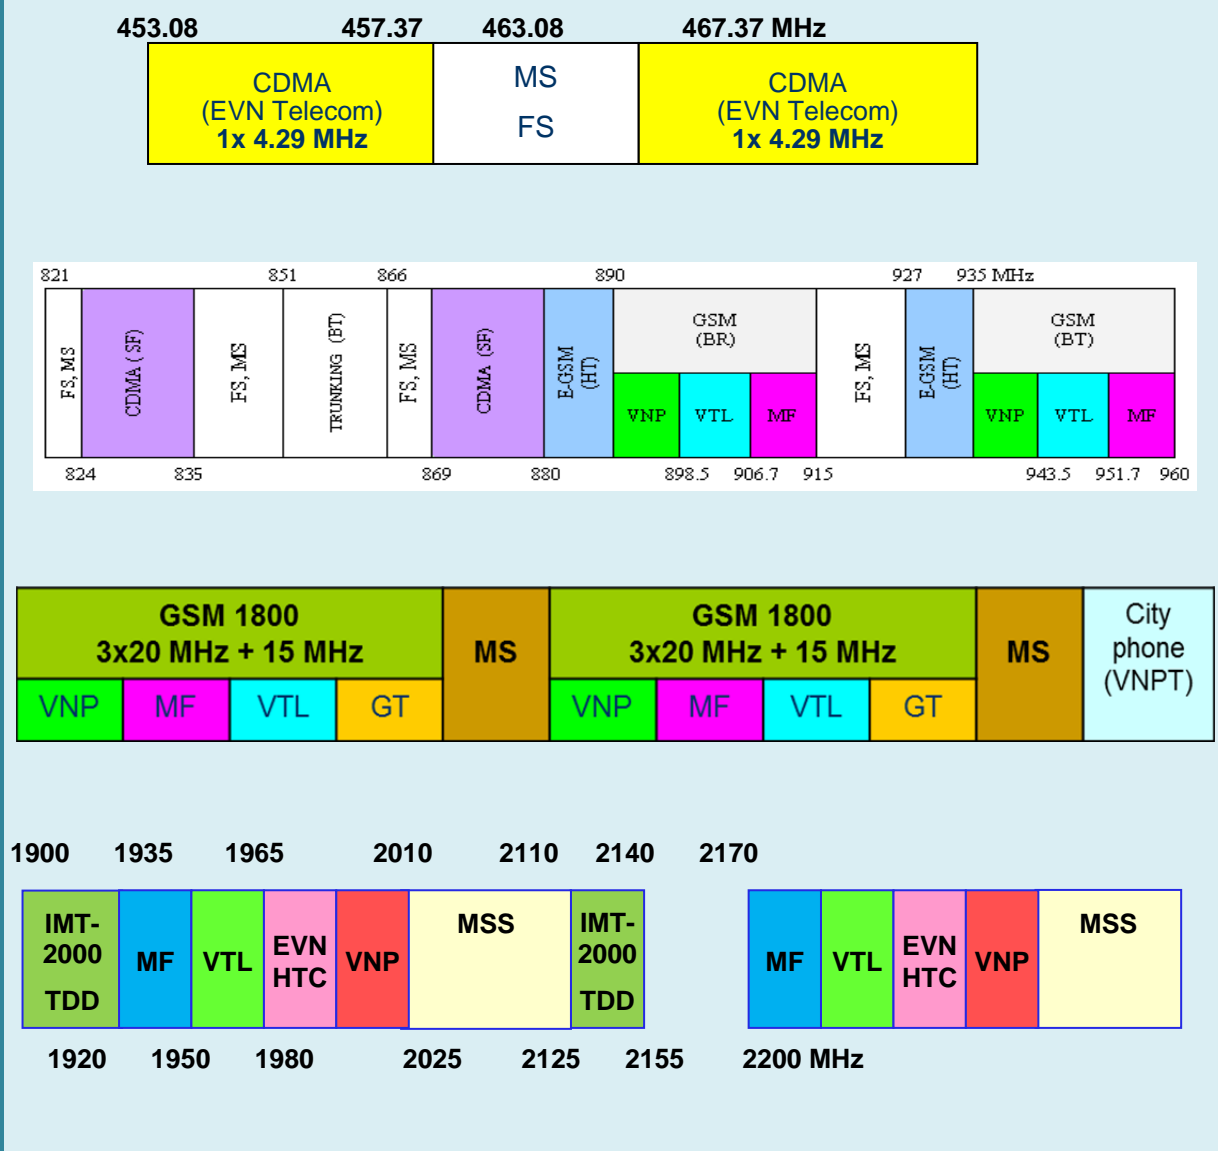 453.08 457.37 463.08 467.37 MHz
CDMA
(EVN Telecom)
1x 4.29 MHz
MS
FS
CDMA
(EVN Telecom)
1x 4.29 MHz
821 851 866 890 927 935 MHz
FS, MS
CDMA ( SF)
FS, MS
TRUNKING (BT)
FS, MS
CDMA (SF)
E-GSM
(HT)
GSM
(BR)
VNP VTL MF
FS, MS
E-GSM
(HT)
GSM
(BT)
VNP VTL MF
824 835 869 880 898.5 906.7 915 943.5 951.7 960
GSM 1800
3x20 MHz + 15 MHz
VNP MF VTL GT
MS
GSM 1800
3x20 MHz + 15 MHz
VNP MF VTL GT
MS
City
phone
(VNPT)
1900 1935 1965 2010 2110 2140 2170
IMT-
2000
TDD
MF
VTL
EVN
HTC
VNP
MSS
IMT-
2000
TDD
MF
VTL
EVN
HTC
VNP
MSS
1920 1950 1980 2025 2125 2155 2200 MHz